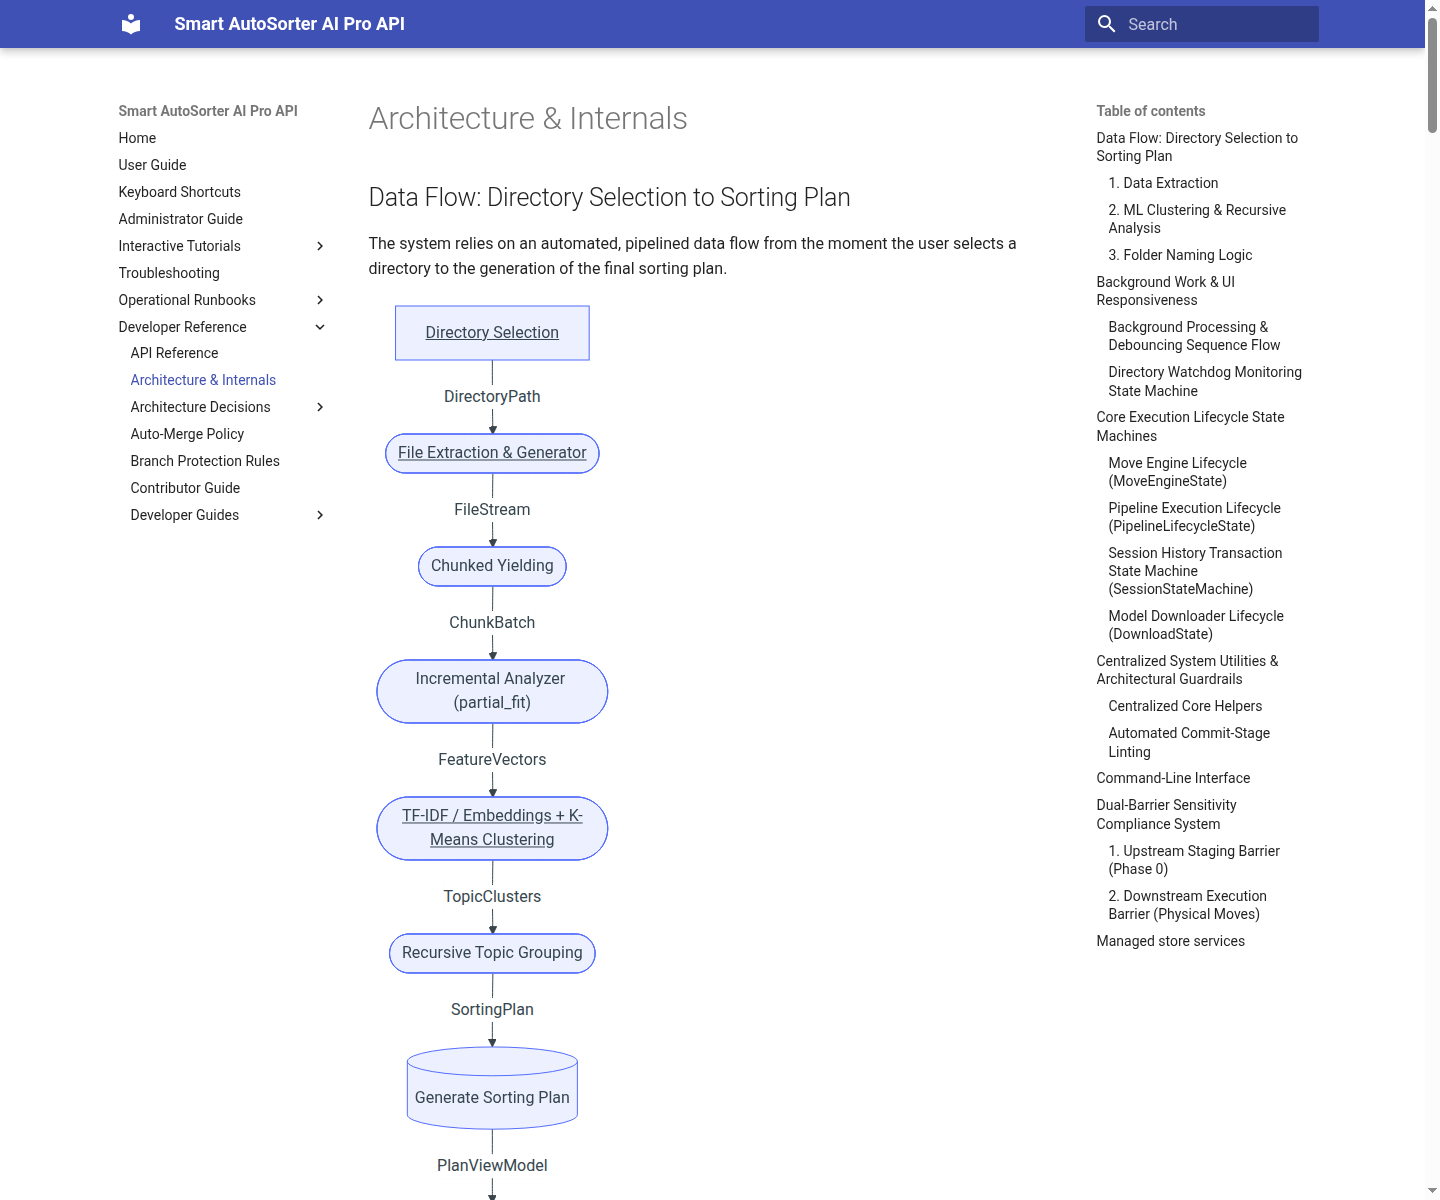 Smart AutoSorter AI Pro API
Search
Smart AutoSorter AI Pro API
Home
User Guide
Keyboard Shortcuts
Administrator Guide
Interactive Tutorials
Troubleshooting
Operational Runbooks
Developer Reference
API Reference
Architecture & Internals
Architecture Decisions
Auto-Merge Policy
Branch Protection Rules
Contributor Guide
Developer Guides
Architecture & Internals
Data Flow: Directory Selection to Sorting Plan
The system relies on an automated, pipelined data flow from the moment the user selects a
directory to the generation of the final sorting plan.
Directory Selection
DirectoryPath
File Extraction & Generator
FileStream
Chunked Yielding
ChunkBatch
Incremental Analyzer
(partial_fit)
FeatureVectors
TF-IDF / Embeddings + K-
Means Clustering
TopicClusters
Recursive Topic Grouping
SortingPlan
Generate Sorting Plan
PlanViewModel
Table of contents
Data Flow: Directory Selection to
Sorting Plan
1. Data Extraction
2. ML Clustering & Recursive
Analysis
3. Folder Naming Logic
Background Work & UI
Responsiveness
Background Processing &
Debouncing Sequence Flow
Directory Watchdog Monitoring
State Machine
Core Execution Lifecycle State
Machines
Move Engine Lifecycle
(MoveEngineState)
Pipeline Execution Lifecycle
(PipelineLifecycleState)
Session History Transaction
State Machine
(SessionStateMachine)
Model Downloader Lifecycle
(DownloadState)
Centralized System Utilities &
Architectural Guardrails
Centralized Core Helpers
Automated Commit-Stage
Linting
Command-Line Interface
Dual-Barrier Sensitivity
Compliance System
1. Upstream Staging Barrier
(Phase 0)
2. Downstream Execution
Barrier (Physical Moves)
Managed store services